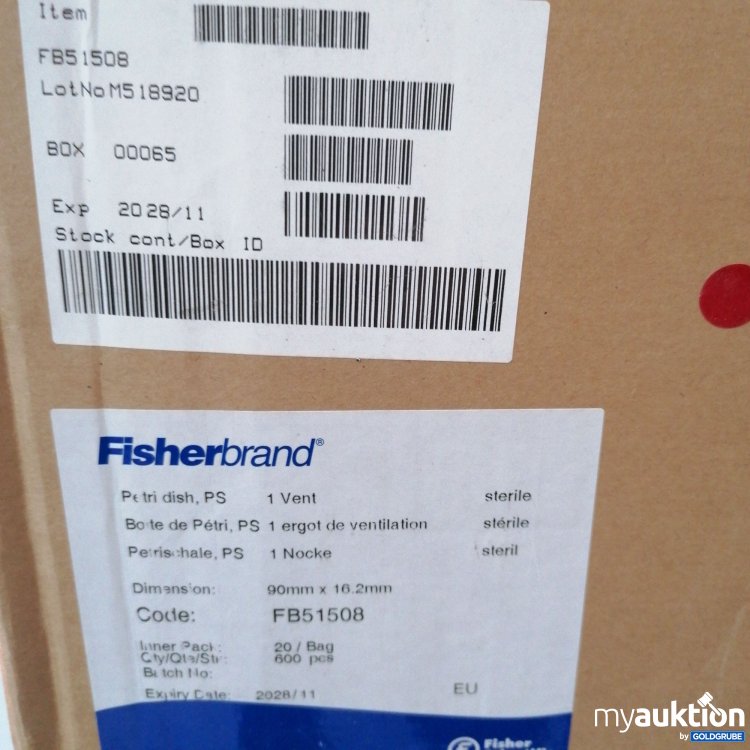 Item
FB51508
LotNo M518920
BOX 00065
Exp 2028/11
Stock cont/Box ID
Fisherbrand®
Petri dish, PS 1 Vent sterile
Boîte de Pétri, PS 1 ergot de ventilation stérile
Petrischale, PS 1 Nocke steril
Dimension: 90mm x 16.2mm
Code: FB51508
Inner Pack: 20 / Bag
Qty/Qte/Stk: 600 pcs
Batch No:
Expiry Date: 2028/11 EU
Fisher
myauktion
by GOLDGRUBE